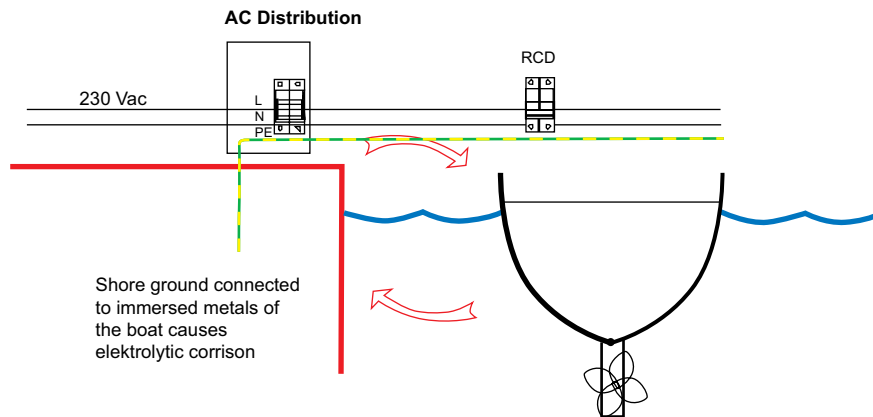 AC Distribution
RCD
230 Vac
L
N
PE
Shore ground connected
to immersed metals of
the boat causes
elektrolytic corrison